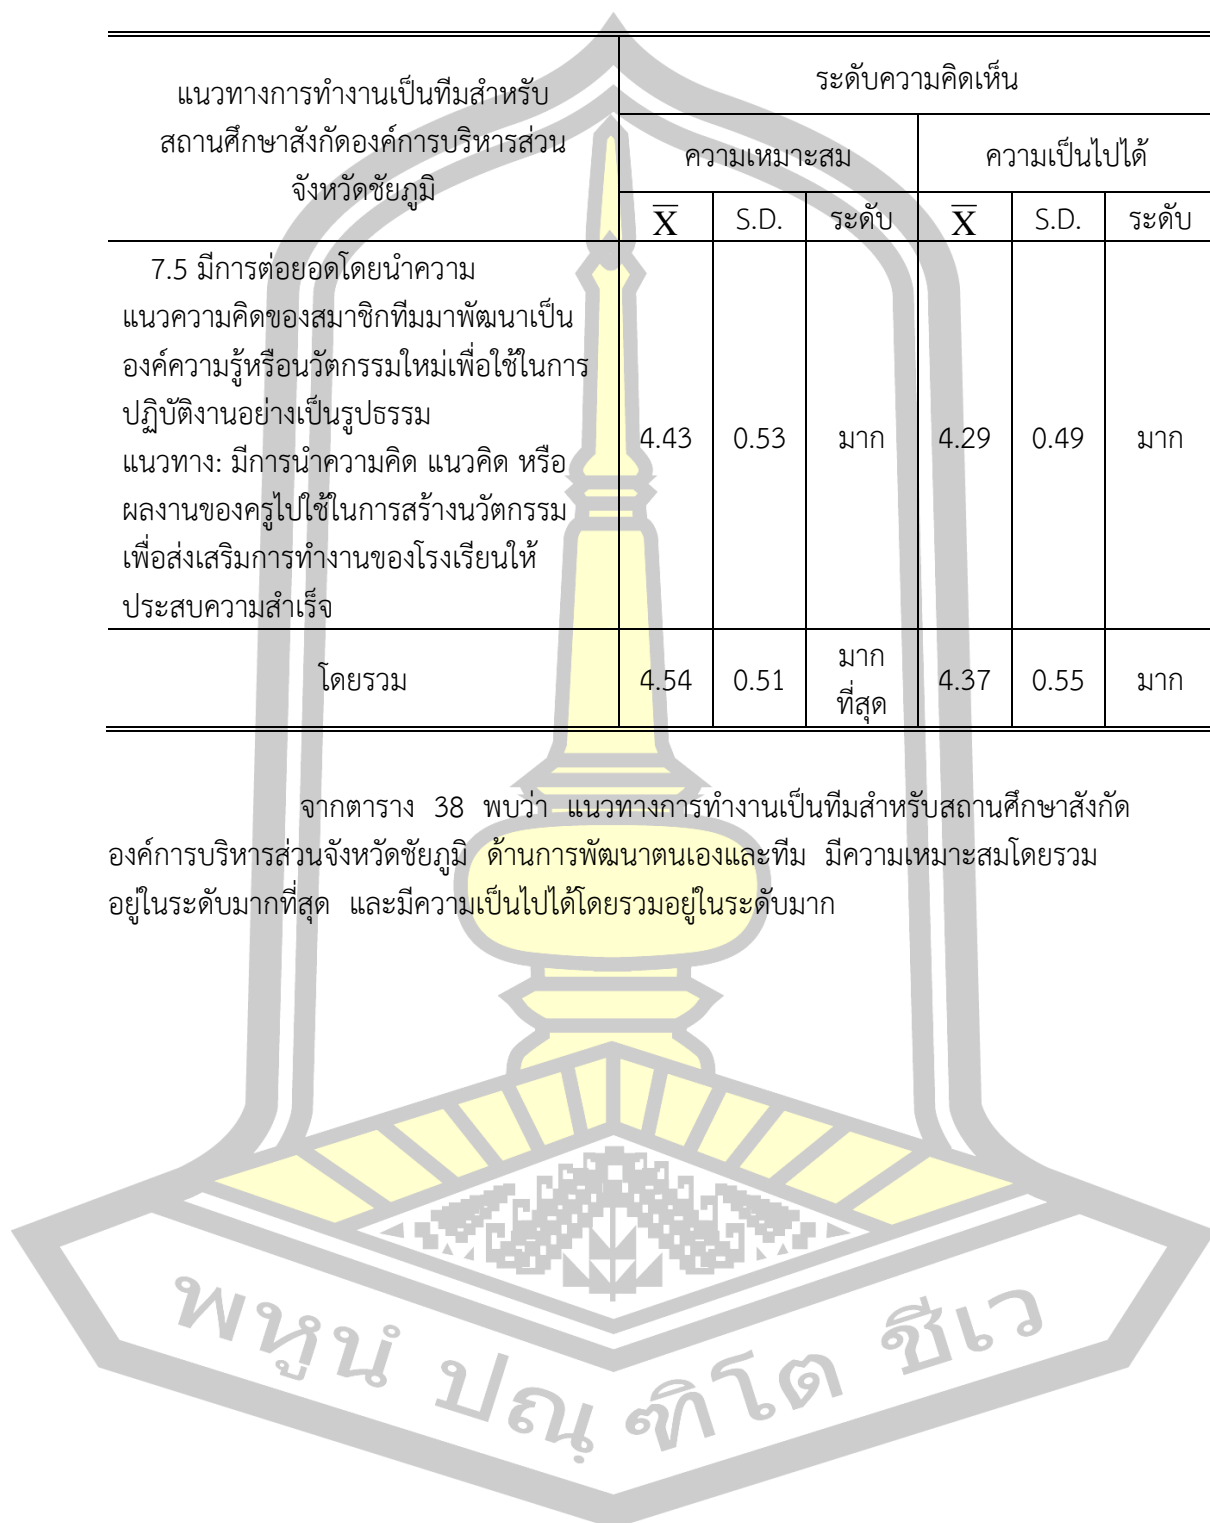 แนวทางการทำงานเป็นทีมสำหรับ
สถานศึกษาสังกัดองค์การบริหารส่วน
จังหวัดชัยภูมิ
ระดับความคิดเห็น
ความเหมาะสม ความเป็นไปได้
X̅ S.D. ระดับ X̅ S.D. ระดับ
7.5 มีการต่อยอดโดยนำความ
แนวความคิดของสมาชิกทีมมาพัฒนาเป็น
องค์ความรู้หรือนวัตกรรมใหม่เพื่อใช้ในการ
ปฏิบัติงานอย่างเป็นรูปธรรม
แนวทาง: มีการนำความคิด แนวคิด หรือ
ผลงานของครูไปใช้ในการสร้างนวัตกรรม
เพื่อส่งเสริมการทำงานของโรงเรียนให้
ประสบความสำเร็จ
4.43 0.53 มาก 4.29 0.49 มาก
โดยรวม 4.54 0.51 มาก
ที่สุด 4.37 0.55 มาก
จากตาราง 38 พบว่า แนวทางการทำงานเป็นทีมสำหรับสถานศึกษาสังกัด
องค์การบริหารส่วนจังหวัดชัยภูมิ ด้านการพัฒนาตนเองและทีม มีความเหมาะสมโดยรวม
อยู่ในระดับมากที่สุด และมีความเป็นไปได้โดยรวมอยู่ในระดับมาก
พหูนํ ปณฺฑิโต ชีเว